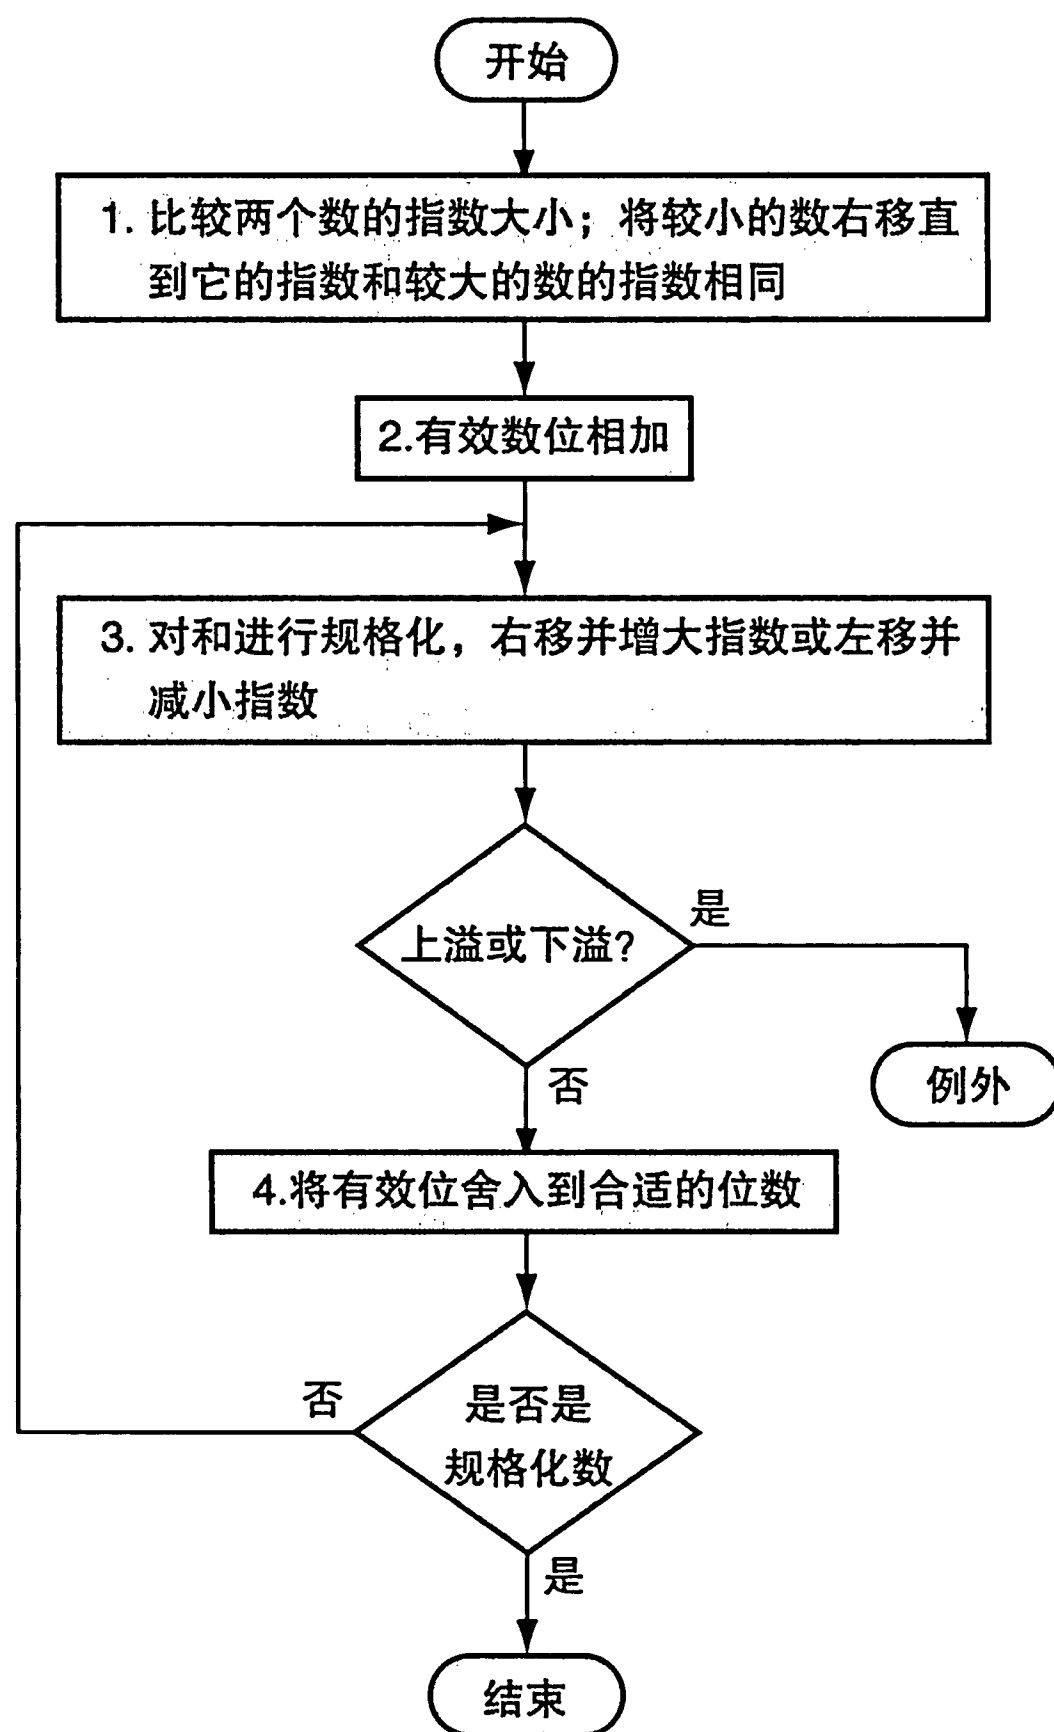 开始
1. 比较两个数的指数大小；将较小的数右移直
到它的指数和较大的数的指数相同
2.有效数位相加
3. 对和进行规格化，右移并增大指数或左移并
减小指数
上溢或下溢?
是
例外
否
4.将有效位舍入到合适的位数
否
是否是
规格化数
是
结束